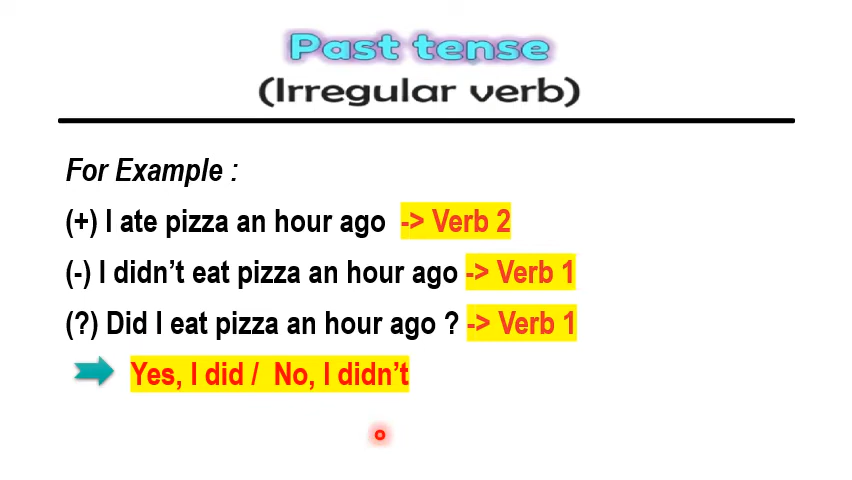 Past tense
(Irregular verb)
For Example :
(+) I ate pizza an hour ago -> Verb 2
(-) I didn’t eat pizza an hour ago -> Verb 1
(?) Did I eat pizza an hour ago ? -> Verb 1
Yes, I did / No, I didn’t